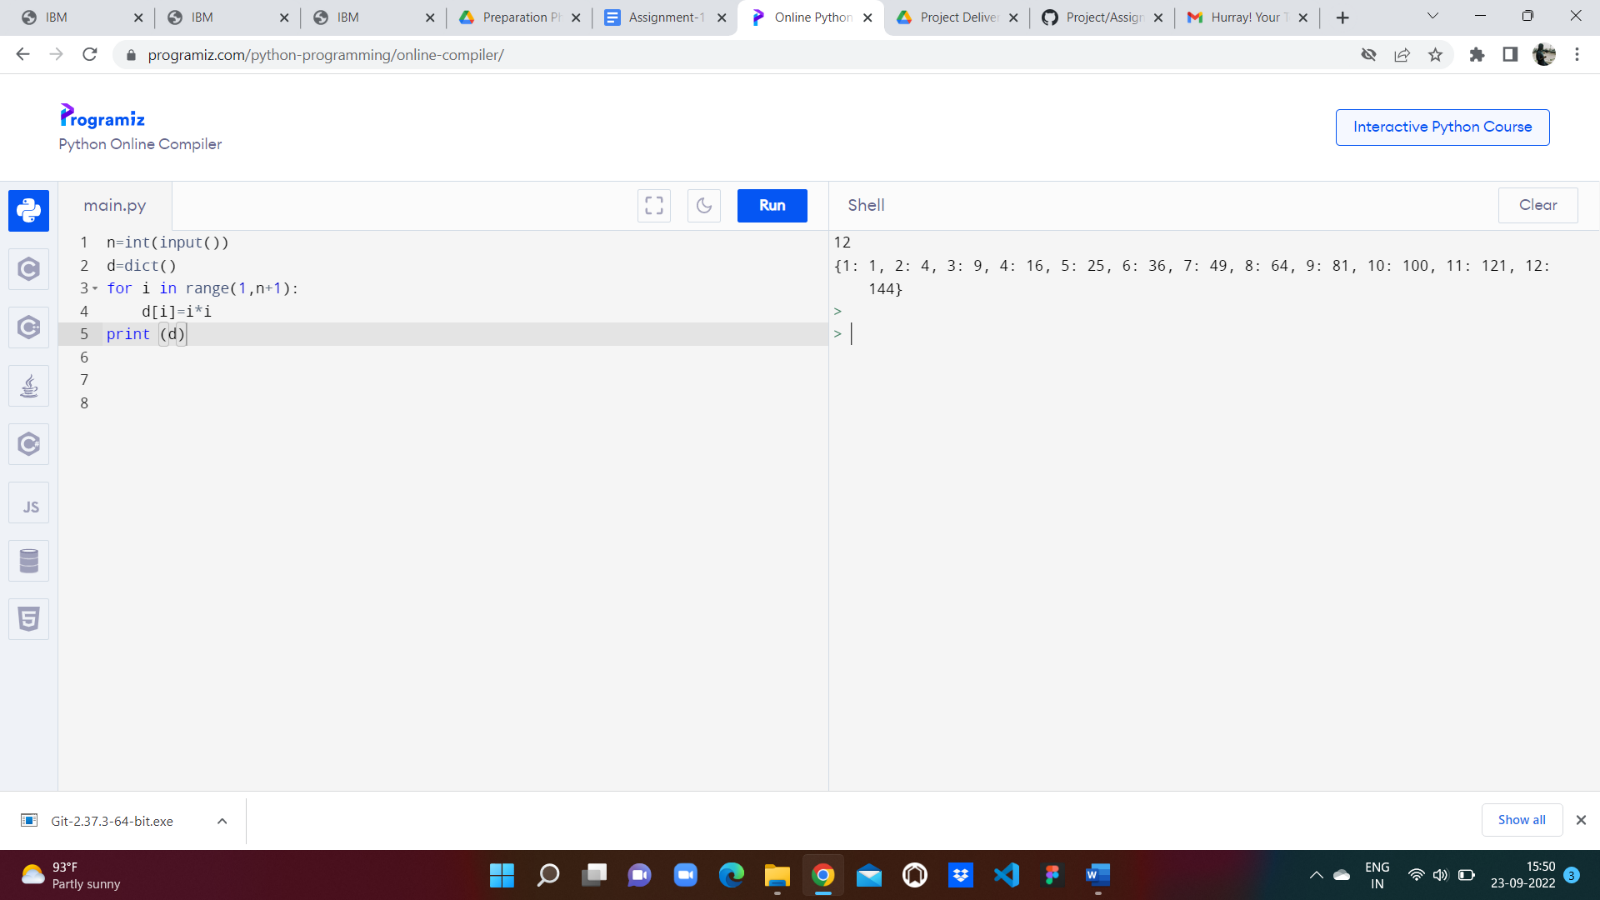 IBM
IBM
IBM
Preparation Ph
Assignment-1
Online Python
Project Deliver
Project/Assign
Hurray! Your T
programiz.com/python-programming/online-compiler/
Programiz
Python Online Compiler
Interactive Python Course
main.py
Run
Shell
Clear
1 n=int(input())
2 d=dict()
3 for i in range(1,n+1):
4 d[i]=i*i
5 print (d)
6
7
8
12
{1: 1, 2: 4, 3: 9, 4: 16, 5: 25, 6: 36, 7: 49, 8: 64, 9: 81, 10: 100, 11: 121, 12:
144}
>
>
JS
Git-2.37.3-64-bit.exe
Show all
93°F
Partly sunny
ENG
IN
15:50
23-09-2022
3